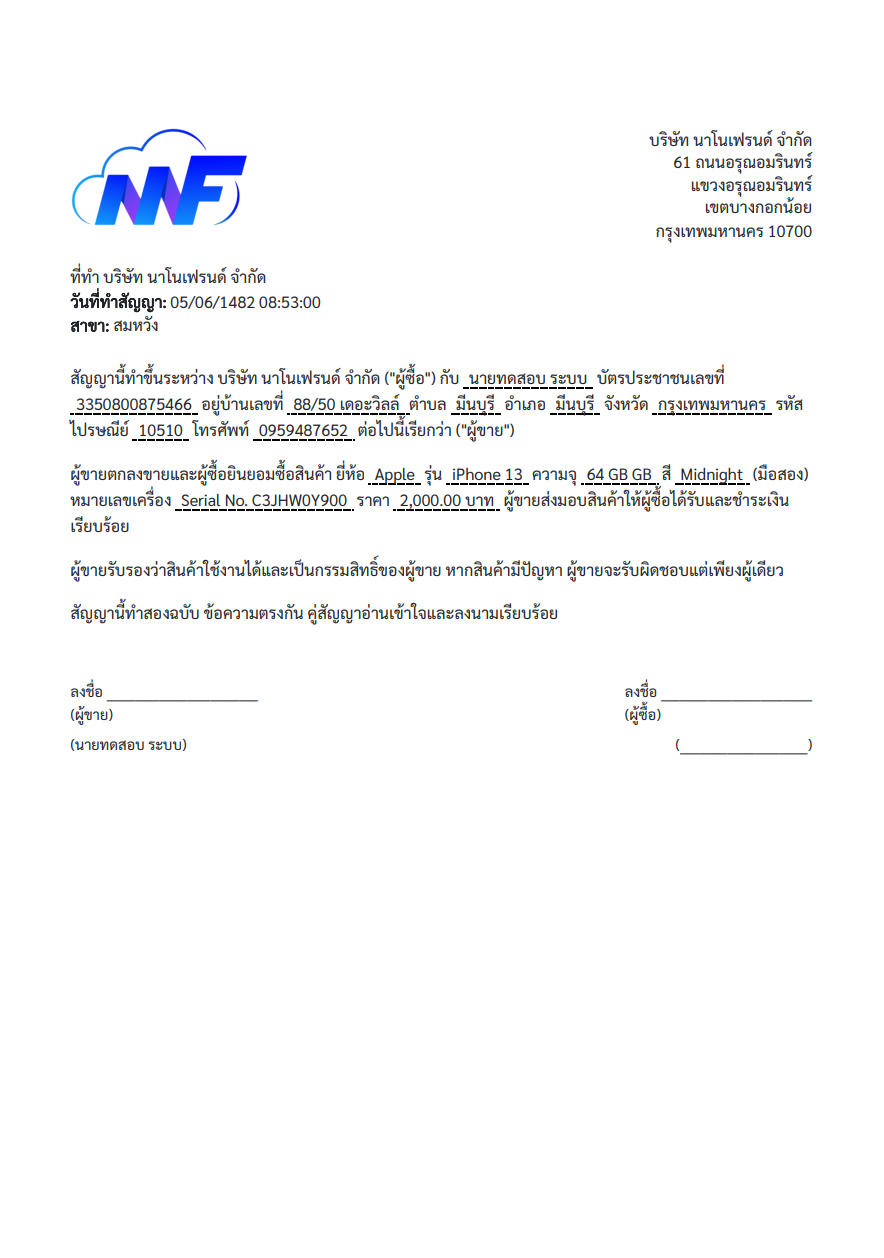 NNF
บริษัท นาโนเฟรนด์ จำกัด
61 ถนนอรุณอมรินทร์
แขวงอรุณอมรินทร์
เขตบางกอกน้อย
กรุงเทพมหานคร 10700
ที่ทำ บริษัท นาโนเฟรนด์ จำกัด
วันที่ทำสัญญา: 05/06/1482 08:53:00
สาขา: สมหวัง
สัญญานี้ทำขึ้นระหว่าง บริษัท นาโนเฟรนด์ จำกัด ("ผู้ซื้อ") กับ นายทดสอบ ระบบ บัตรประชาชนเลขที่
3350800875466 อยู่บ้านเลขที่ 88/50 เดอะวิลล์ ตำบล มีนบุรี อำเภอ มีนบุรี จังหวัด กรุงเทพมหานคร รหัส
ไปรษณีย์ 10510 โทรศัพท์ 0959487652 ต่อไปนี้เรียกว่า ("ผู้ขาย")
ผู้ขายตกลงขายและผู้ซื้อยินยอมซื้อสินค้า ยี่ห้อ Apple รุ่น iPhone 13 ความจุ 64 GB GB สี Midnight (มือสอง)
หมายเลขเครื่อง Serial No. C3JHW0Y900 ราคา 2,000.00 บาท ผู้ขายส่งมอบสินค้าให้ผู้ซื้อได้รับและชำระเงิน
เรียบร้อย
ผู้ขายรับรองว่าสินค้าใช้งานได้และเป็นกรรมสิทธิ์ของผู้ขาย หากสินค้ามีปัญหา ผู้ขายจะรับผิดชอบแต่เพียงผู้เดียว
สัญญานี้ทำสองฉบับ ข้อความตรงกัน คู่สัญญาอ่านเข้าใจและลงนามเรียบร้อย
ลงชื่อ ____________________ ลงชื่อ ____________________
(ผู้ขาย) (ผู้ซื้อ)
(นายทดสอบ ระบบ) (_________________)